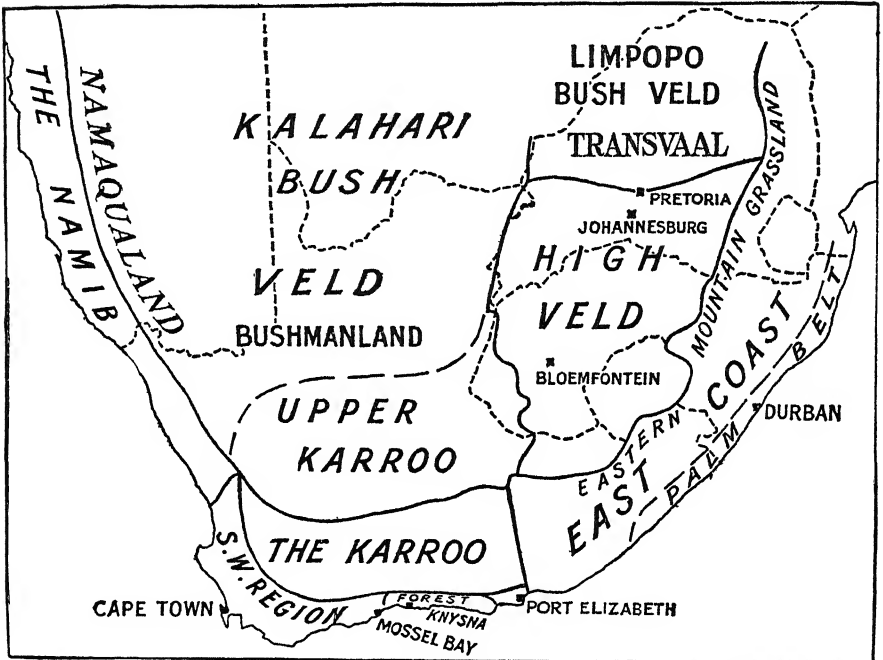 THE NAMIB
NAMAQUALAND
KALAHARI
BUSH
VELD
BUSHMANLAND
LIMPOPO
BUSH VELD
TRANSVAAL
PRETORIA
JOHANNESBURG
HIGH
VELD
BLOEMFONTEIN
EASTERN MOUNTAIN GRASSLAND
EAST COAST
PALM BELT
DURBAN
UPPER
KARROO
THE KARROO
S.W. REGION
FOREST
KNYSNA
CAPE TOWN
MOSSEL BAY
PORT ELIZABETH